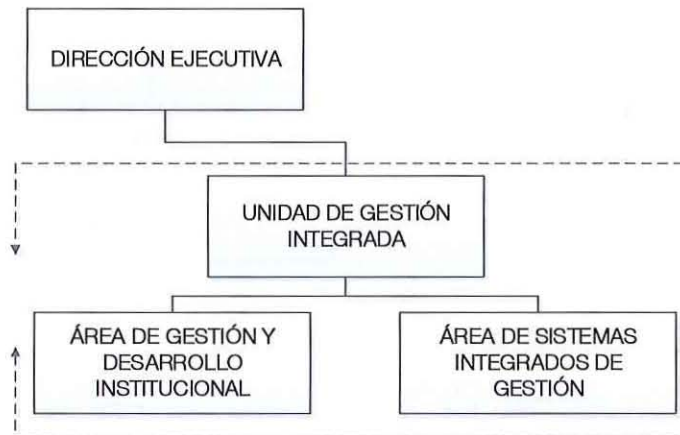 DIRECCIÓN EJECUTIVA
UNIDAD DE GESTIÓN
INTEGRADA
ÁREA DE GESTIÓN Y
DESARROLLO
INSTITUCIONAL
ÁREA DE SISTEMAS
INTEGRADOS DE
GESTIÓN